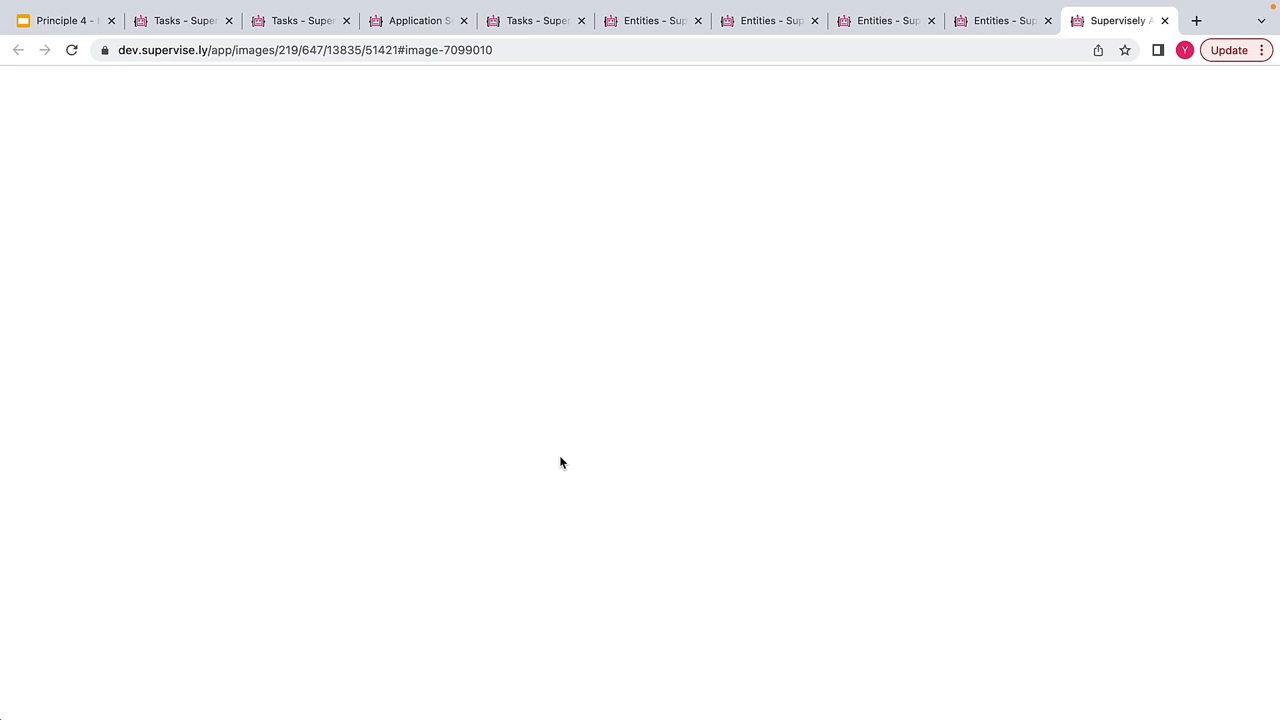 Principle 4 - Tasks - Super Tasks - Super Application S Tasks - Super Entities - Sup Entities - Sup Entities - Sup Entities - Sup Supervisely A
dev.supervise.ly/app/images/219/647/13835/51421#image-7099010 Y Update